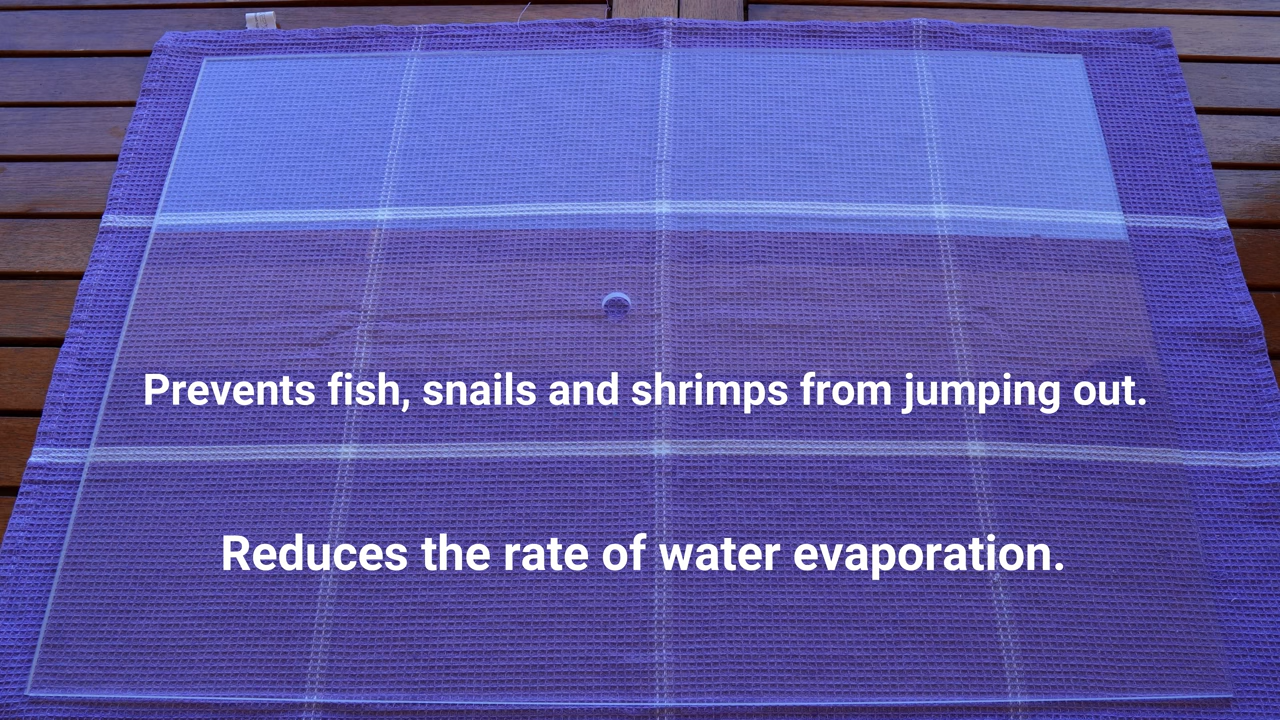 Prevents fish, snails and shrimps from jumping out.
Reduces the rate of water evaporation.